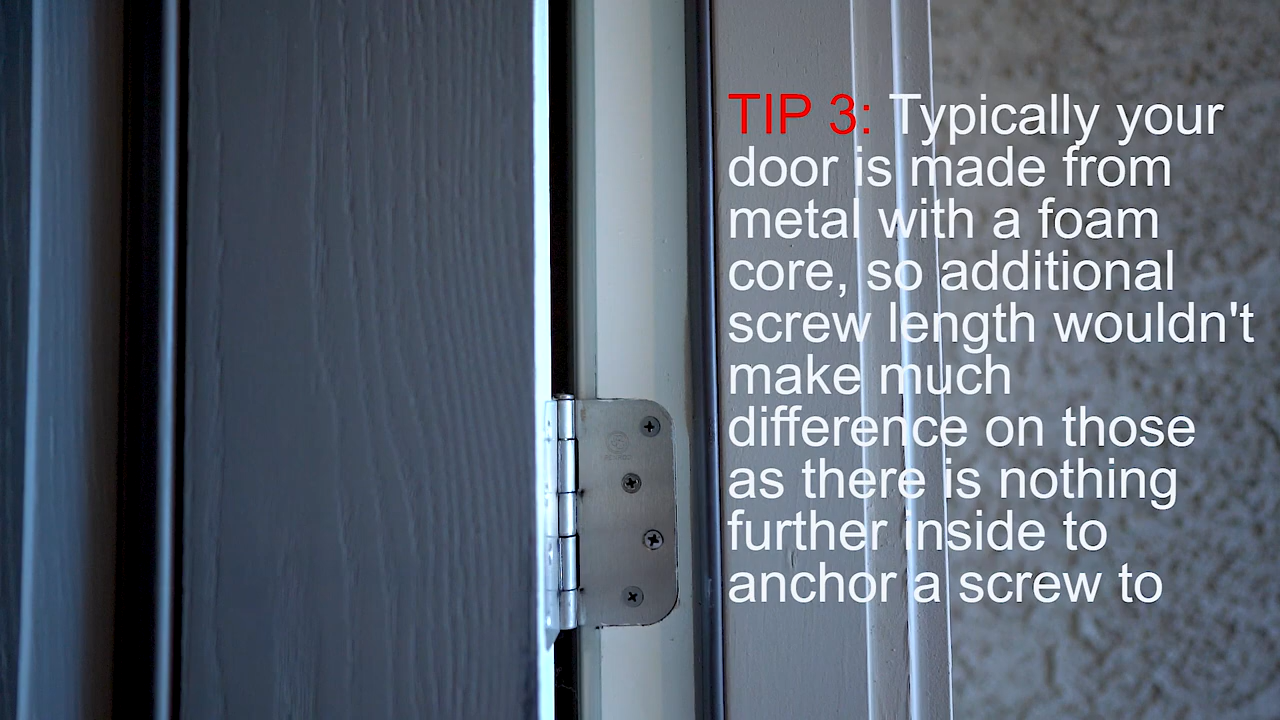 TIP 3: Typically your
door is made from
metal with a foam
core, so additional
screw length wouldn't
make much
difference on those
as there is nothing
further inside to
anchor a screw to